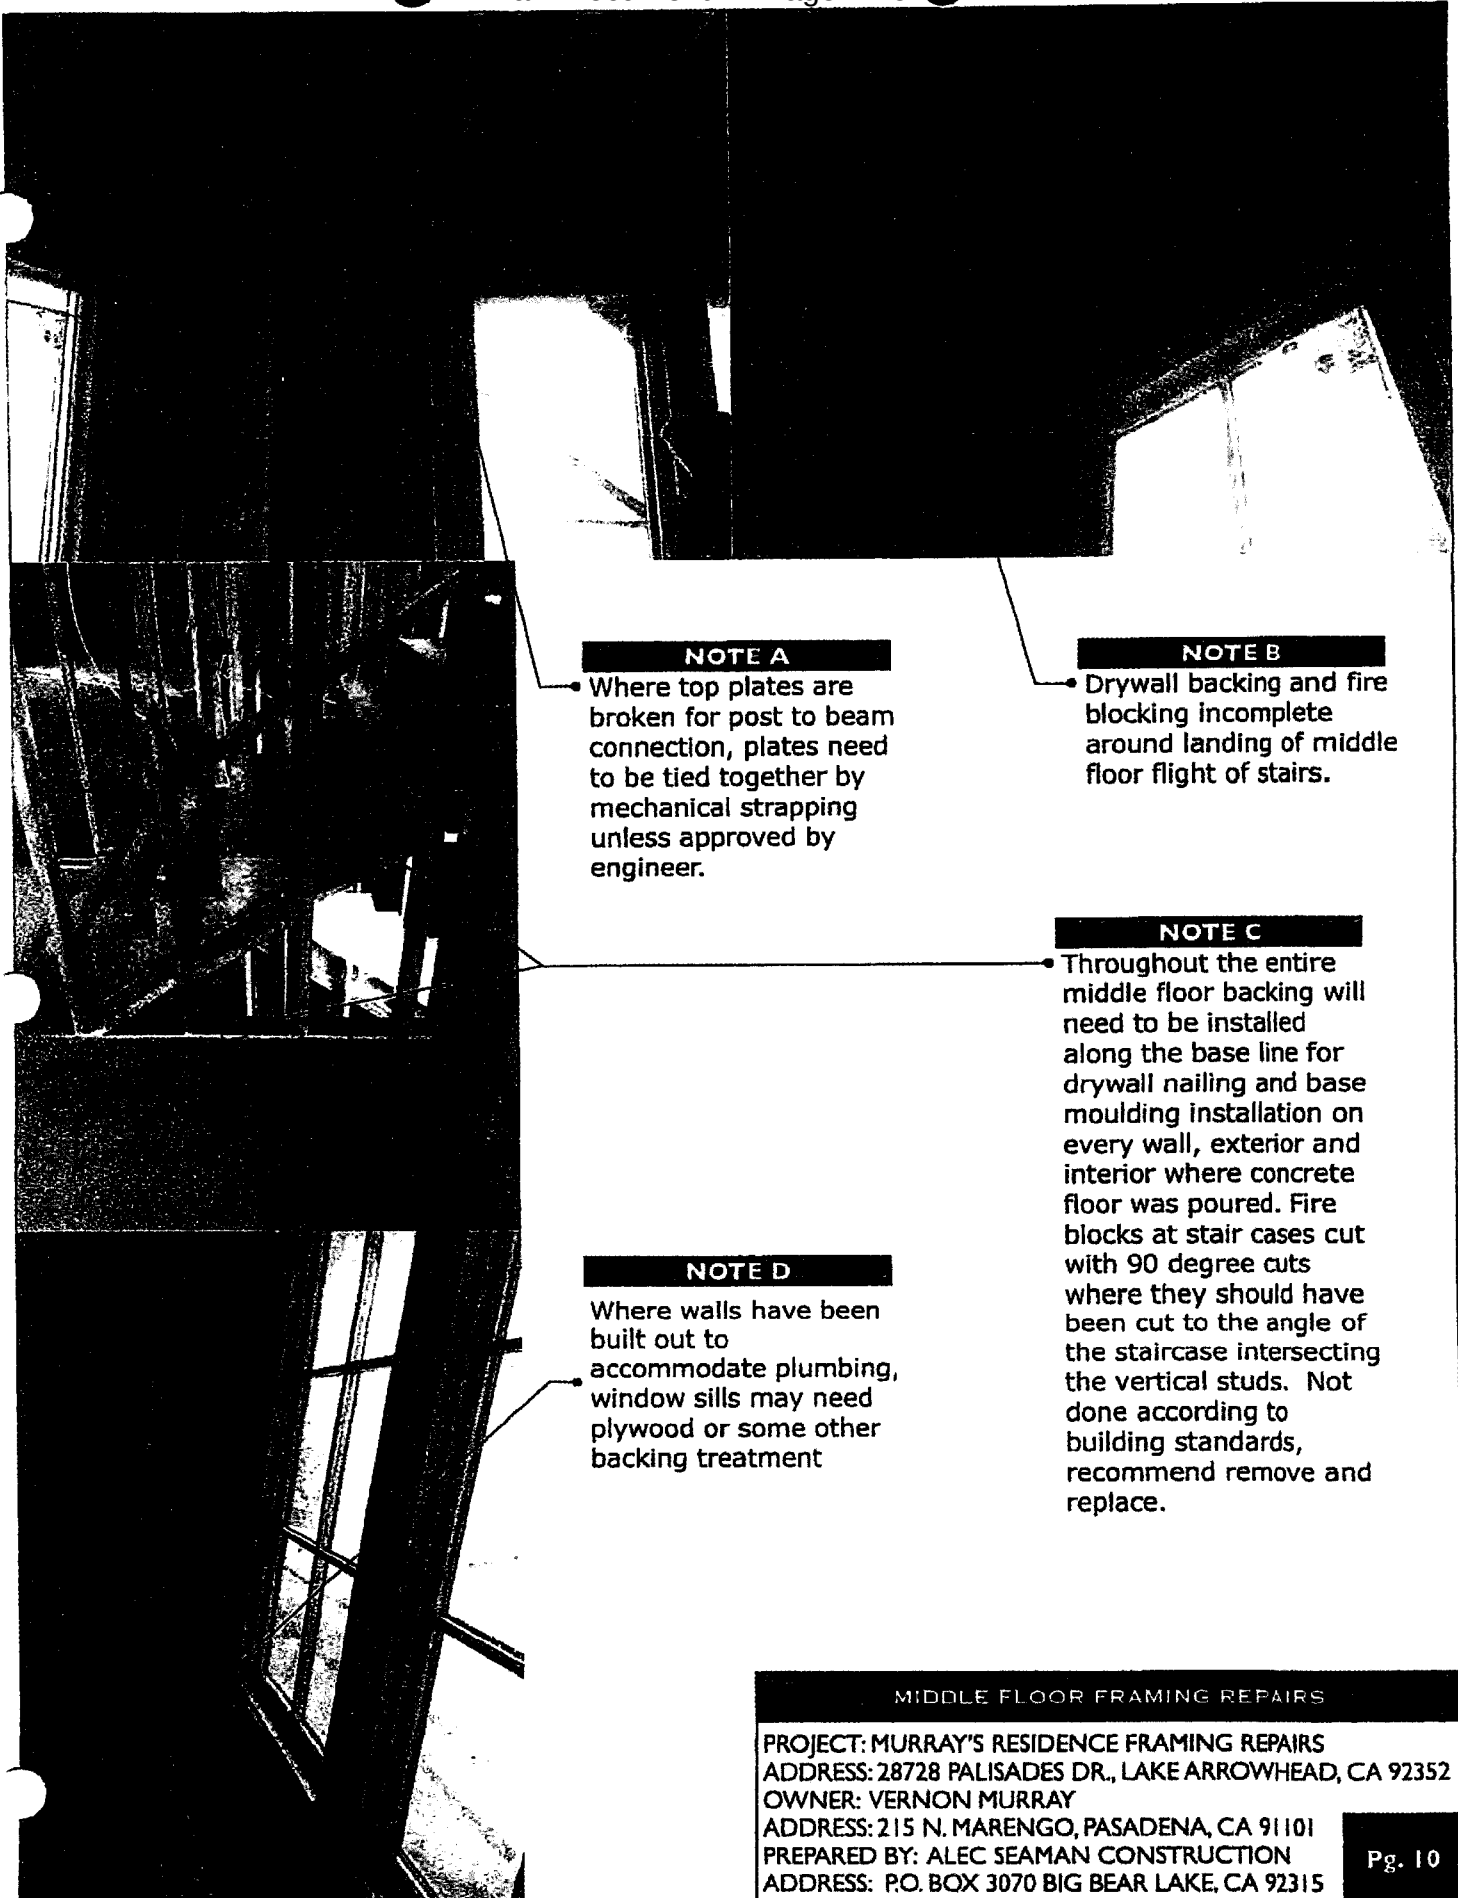 NOTE A
Where top plates are
broken for post to beam
connection, plates need
to be tied together by
mechanical strapping
unless approved by
engineer.
NOTE B
Drywall backing and fire
blocking incomplete
around landing of middle
floor flight of stairs.
NOTE C
Throughout the entire
middle floor backing will
need to be installed
along the base line for
drywall nailing and base
moulding installation on
every wall, exterior and
interior where concrete
floor was poured. Fire
blocks at stair cases cut
with 90 degree cuts
where they should have
been cut to the angle of
the staircase intersecting
the vertical studs. Not
done according to
building standards,
recommend remove and
replace.
NOTE D
Where walls have been
built out to
accommodate plumbing,
window sills may need
plywood or some other
backing treatment
MIDDLE FLOOR FRAMING REPAIRS
PROJECT: MURRAY'S RESIDENCE FRAMING REPAIRS
ADDRESS: 28728 PALISADES DR., LAKE ARROWHEAD, CA 92352
OWNER: VERNON MURRAY
ADDRESS: 215 N. MARENGO, PASADENA, CA 91101
PREPARED BY: ALEC SEAMAN CONSTRUCTION
ADDRESS: P.O. BOX 3070 BIG BEAR LAKE, CA 92315
Pg. 10